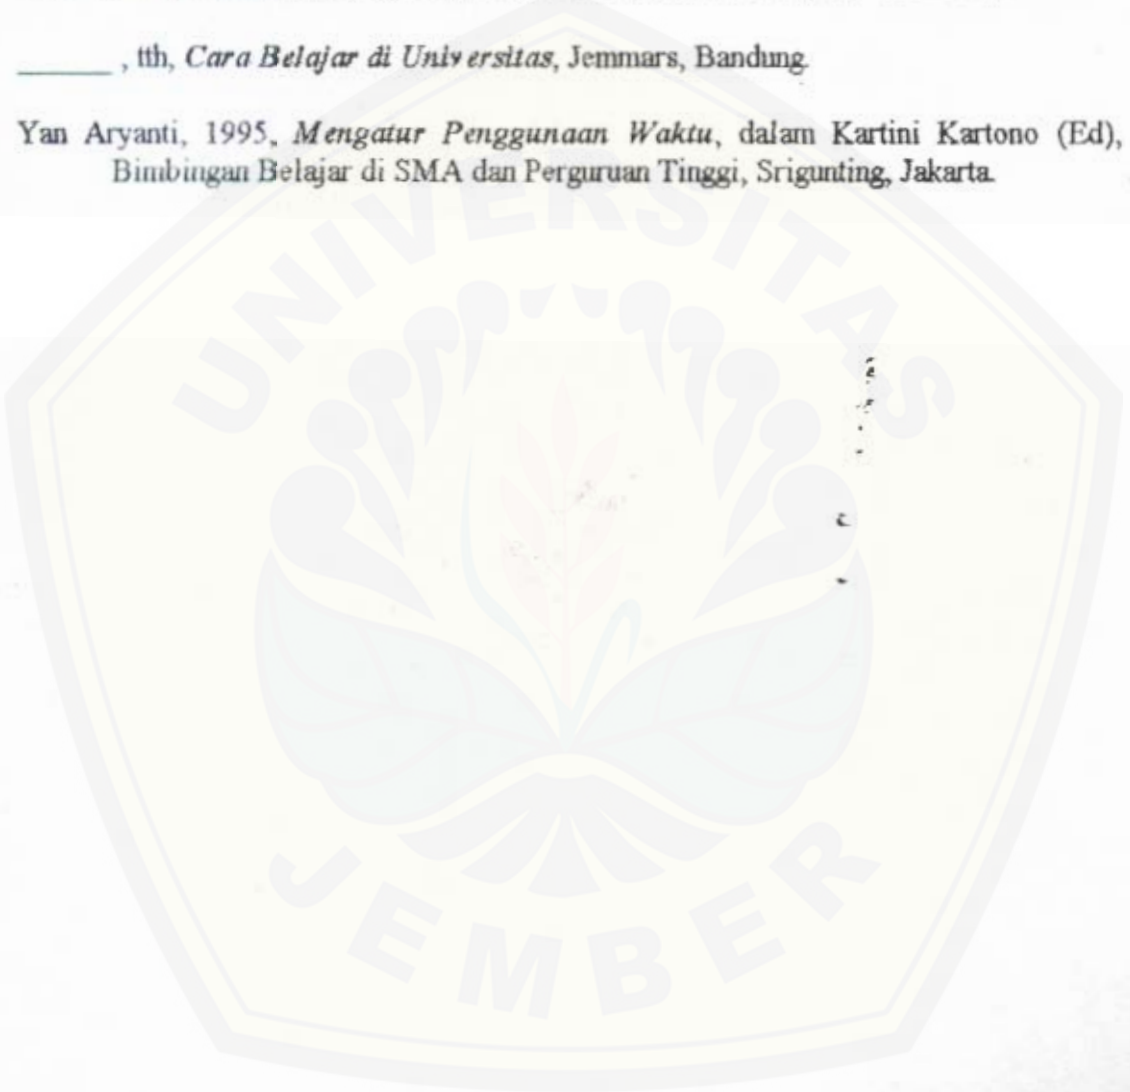 ______ , tth, Cara Belajar di Universitas, Jemmars, Bandung.
Yan Aryanti, 1995, Mengatur Penggunaan Waktu, dalam Kartini Kartono (Ed),
Bimbingan Belajar di SMA dan Perguruan Tinggi, Srigunting, Jakarta.
UNIVERSITAS
JEMBER